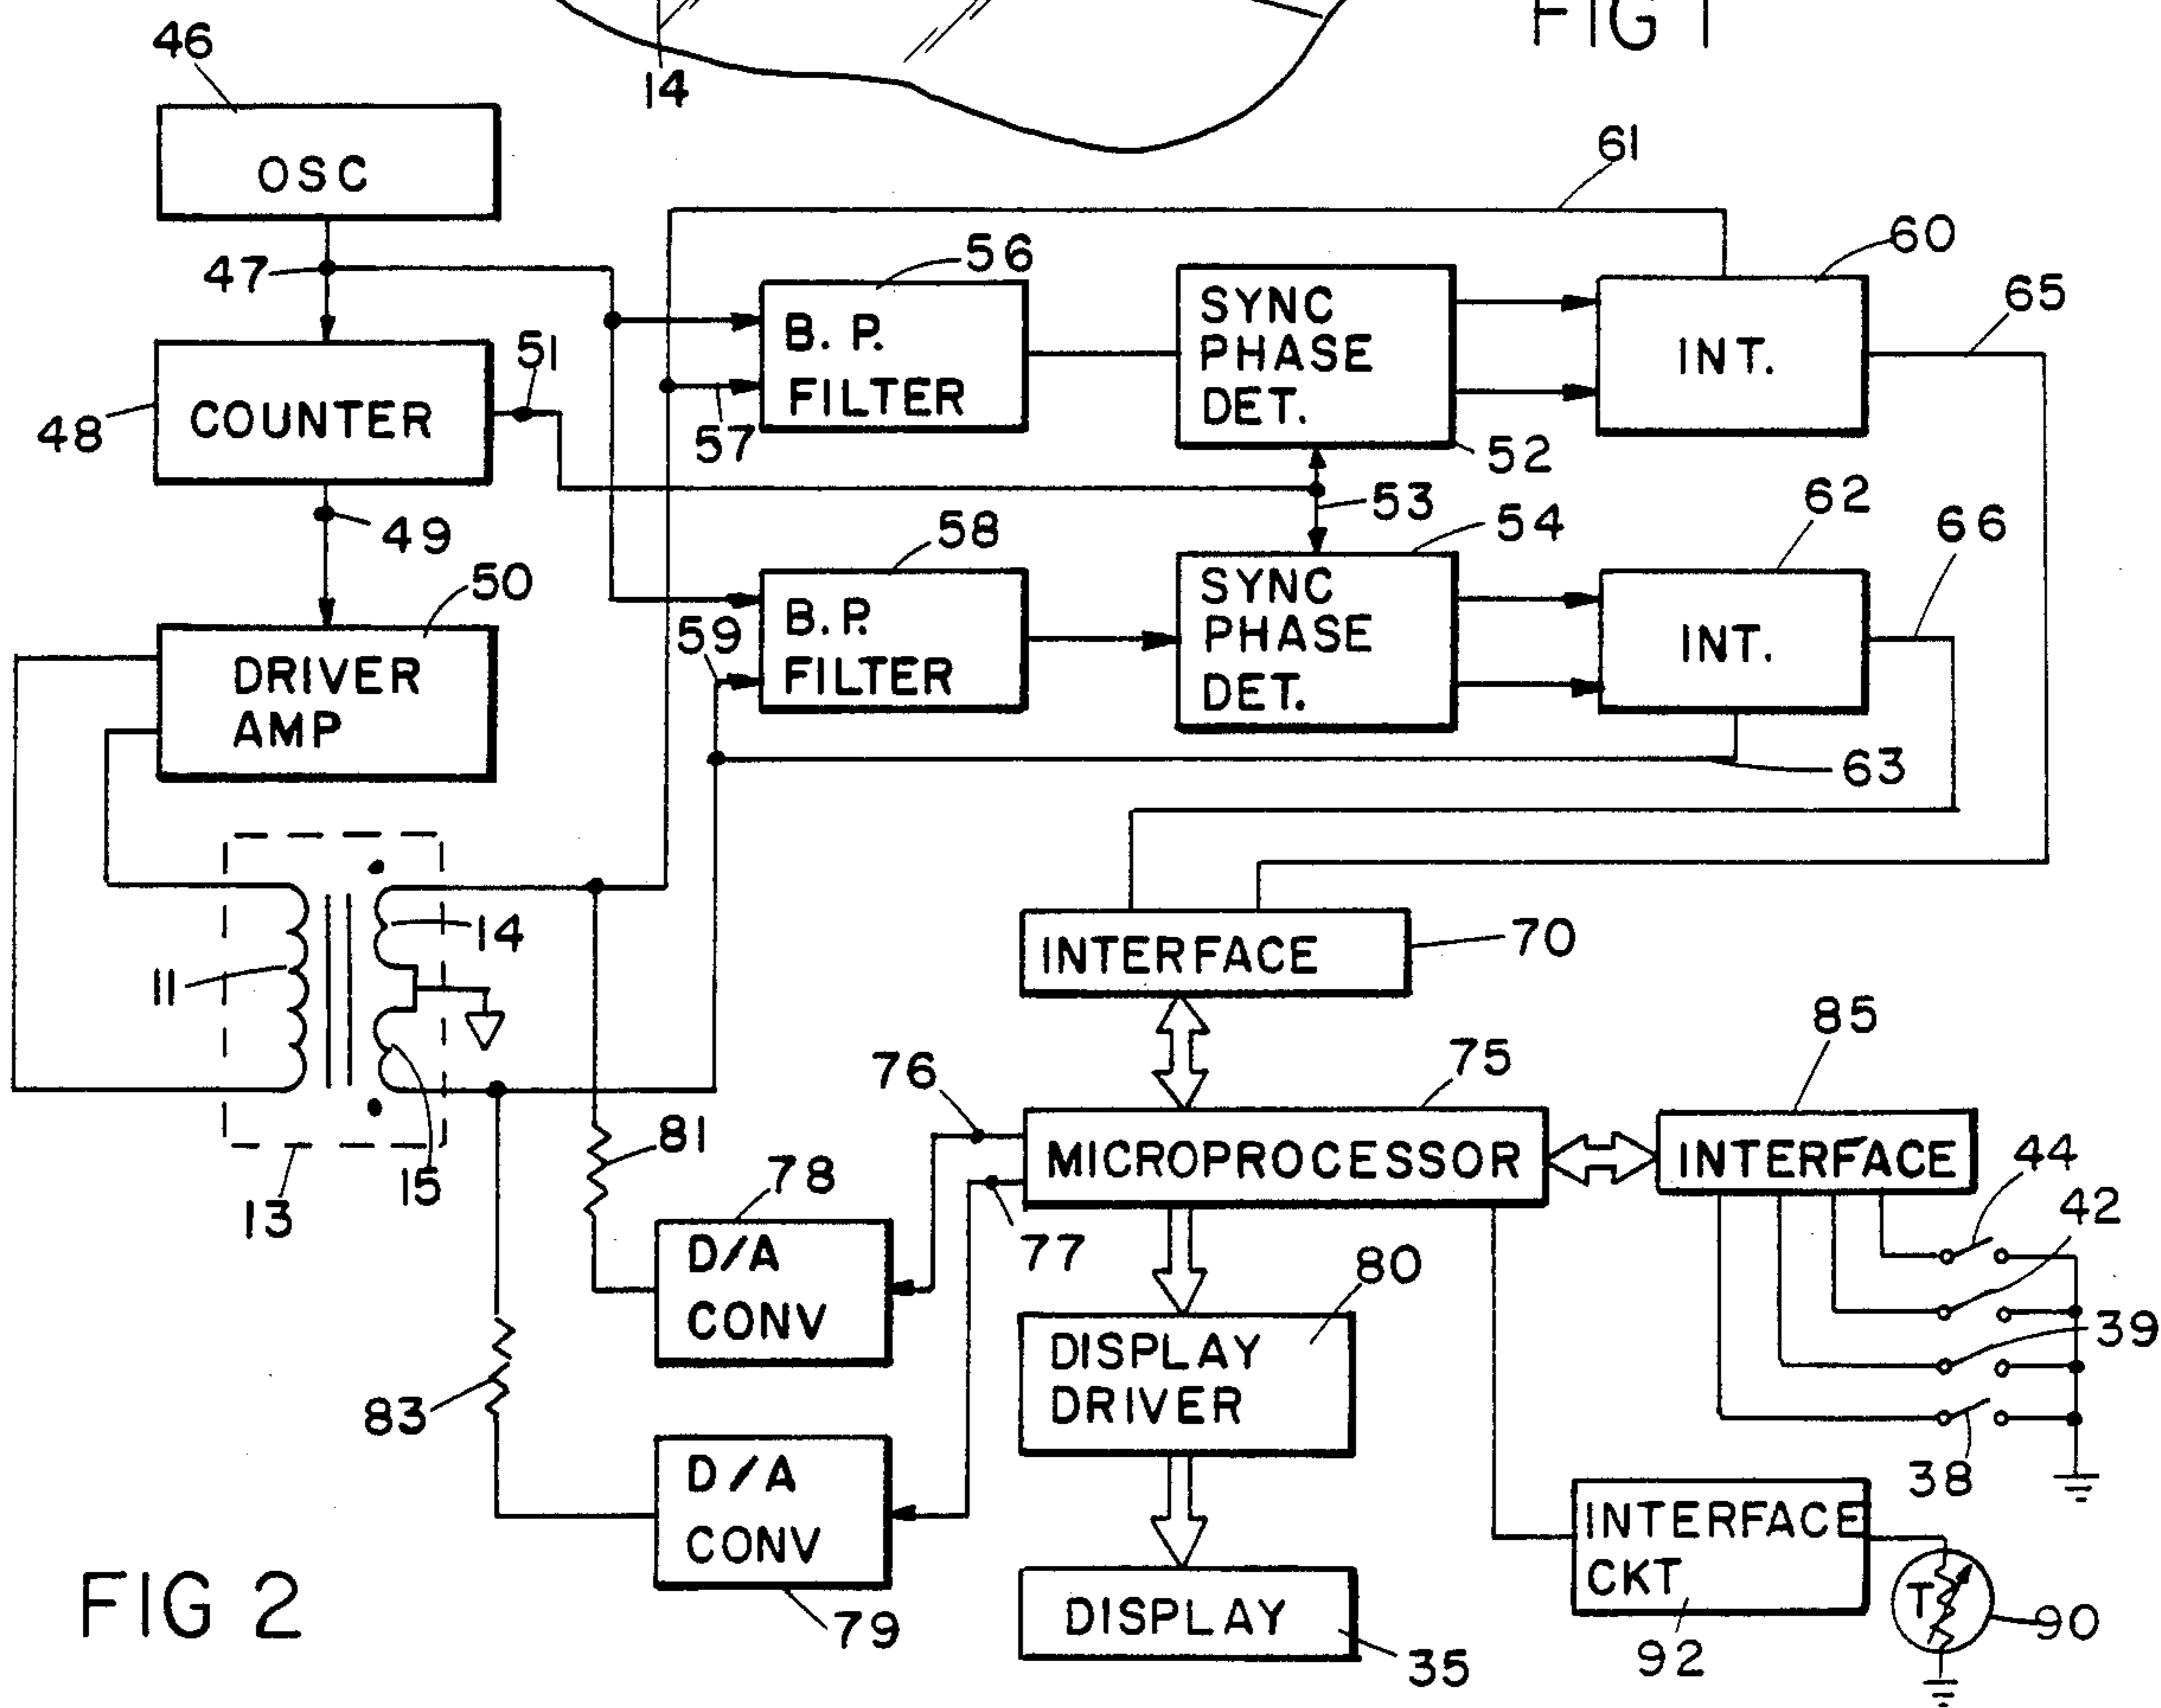 FIG 1
46
14
OSC
61
47
56
60
65
B. P.
FILTER
SYNC
PHASE
DET.
INT.
51
48
COUNTER
57
52
49
53
54
62
66
58
50
59
B. P.
FILTER
SYNC
PHASE
DET.
INT.
DRIVER
AMP
63
14
11
INTERFACE
70
85
76
75
81
MICROPROCESSOR
INTERFACE
44
42
15
13
78
77
80
D/A
CONV
39
DISPLAY
DRIVER
83
38
D/A
CONV
INTERFACE
CKT
T
90
FIG 2
79
DISPLAY
35
92